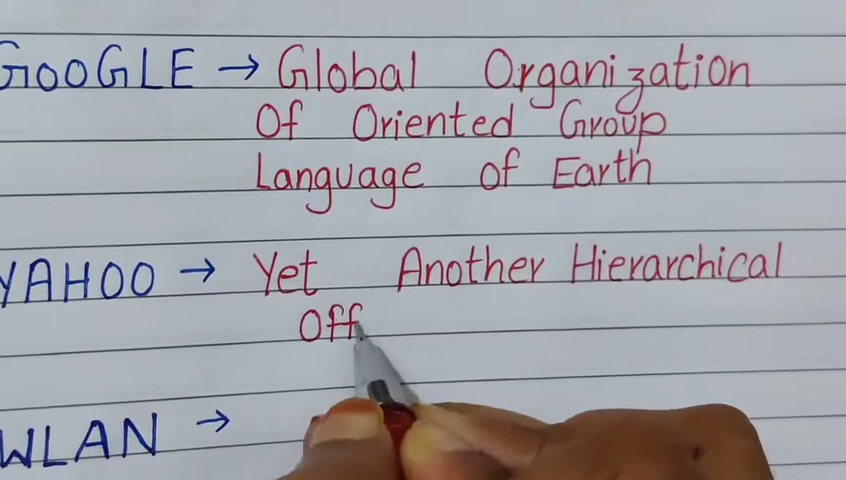 GOOGLE → Global Organization
Of Oriented Group
Language of Earth
YAHOO → Yet Another Hierarchical
Off
WLAN →